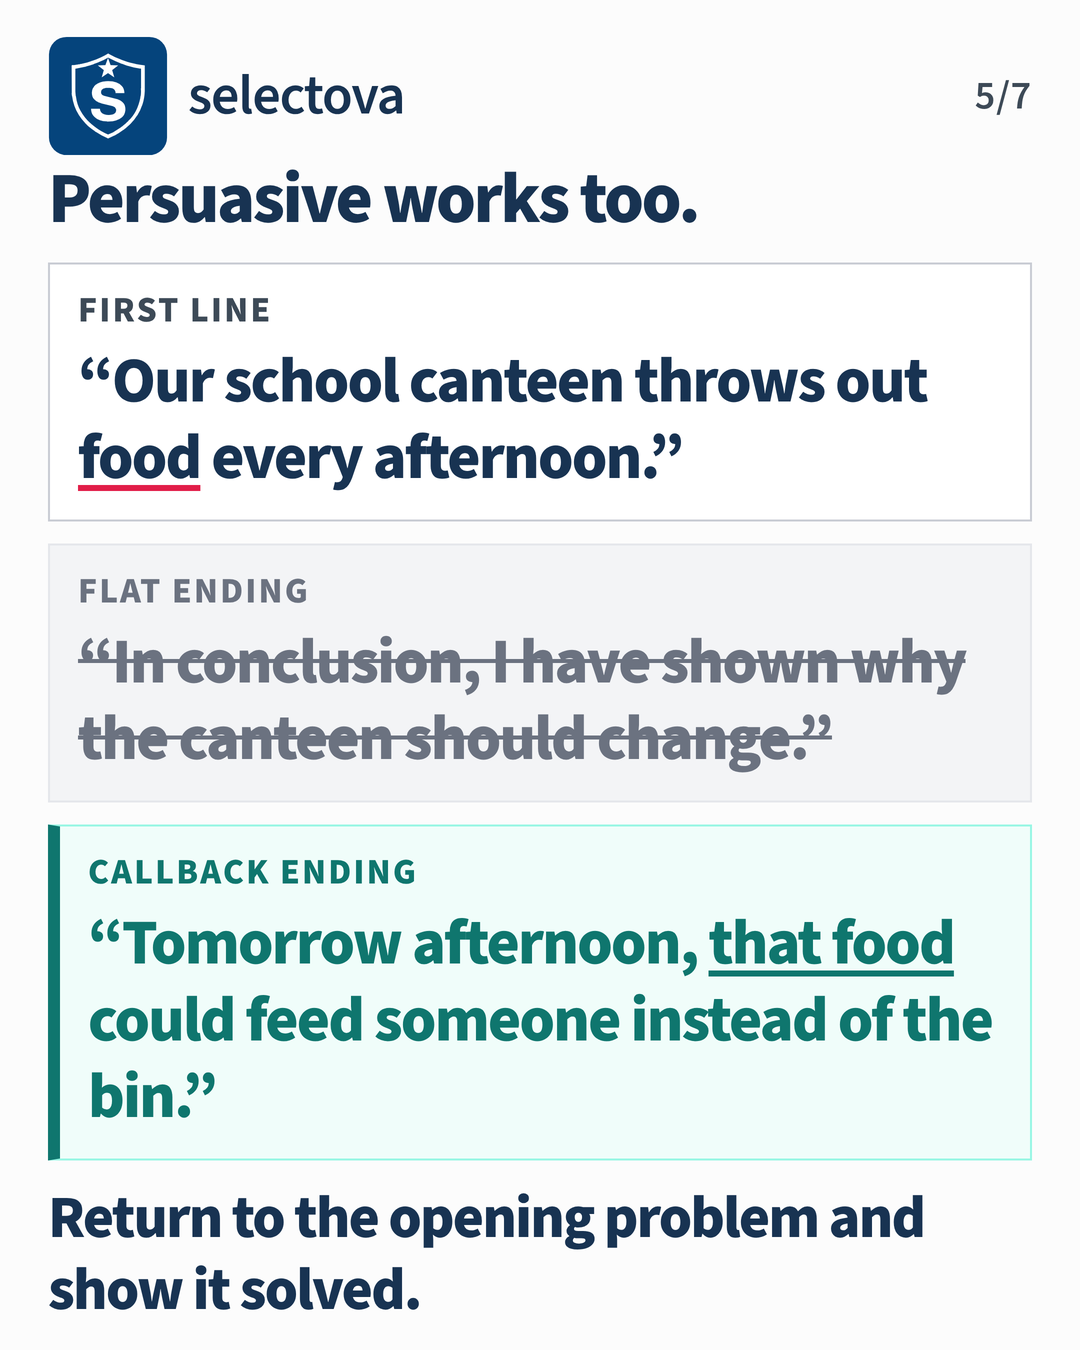 S
selectova
5/7
Persuasive works too.
FIRST LINE
“Our school canteen throws out
food every afternoon.”
FLAT ENDING
“In conclusion, I have shown why
the canteen should change.”
CALLBACK ENDING
“Tomorrow afternoon, that food
could feed someone instead of the
bin.”
Return to the opening problem and
show it solved.